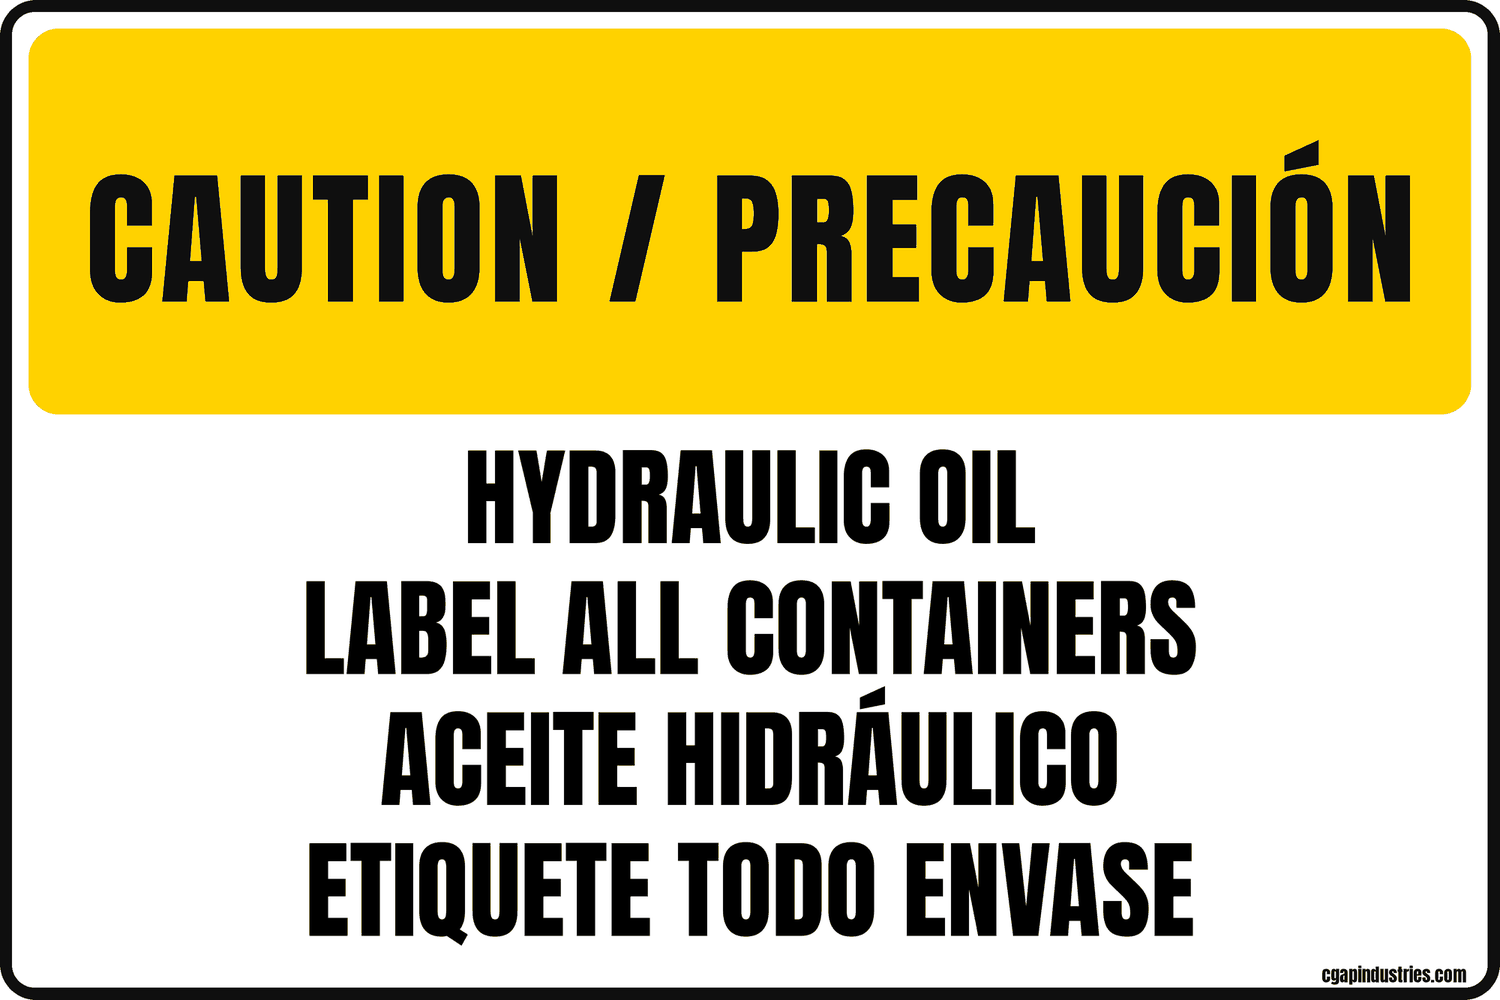 CAUTION / PRECAUCIÓN
HYDRAULIC OIL
LABEL ALL CONTAINERS
ACEITE HIDRÁULICO
ETIQUETE TODO ENVASE
cgapindustries.com